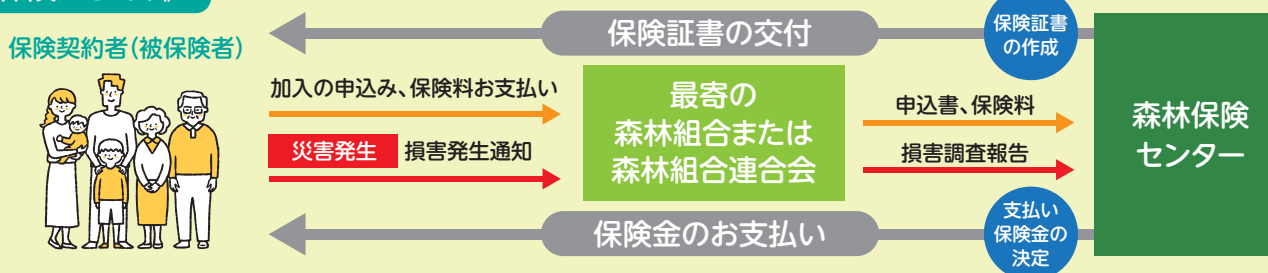 保険証書の交付
保険証書
の作成
保険契約者(被保険者)
加入の申込み、保険料お支払い
災害発生 損害発生通知
最寄の
森林組合または
森林組合連合会
申込書、保険料
損害調査報告
森林保険
センター
保険金のお支払い
支払い
保険金の
決定